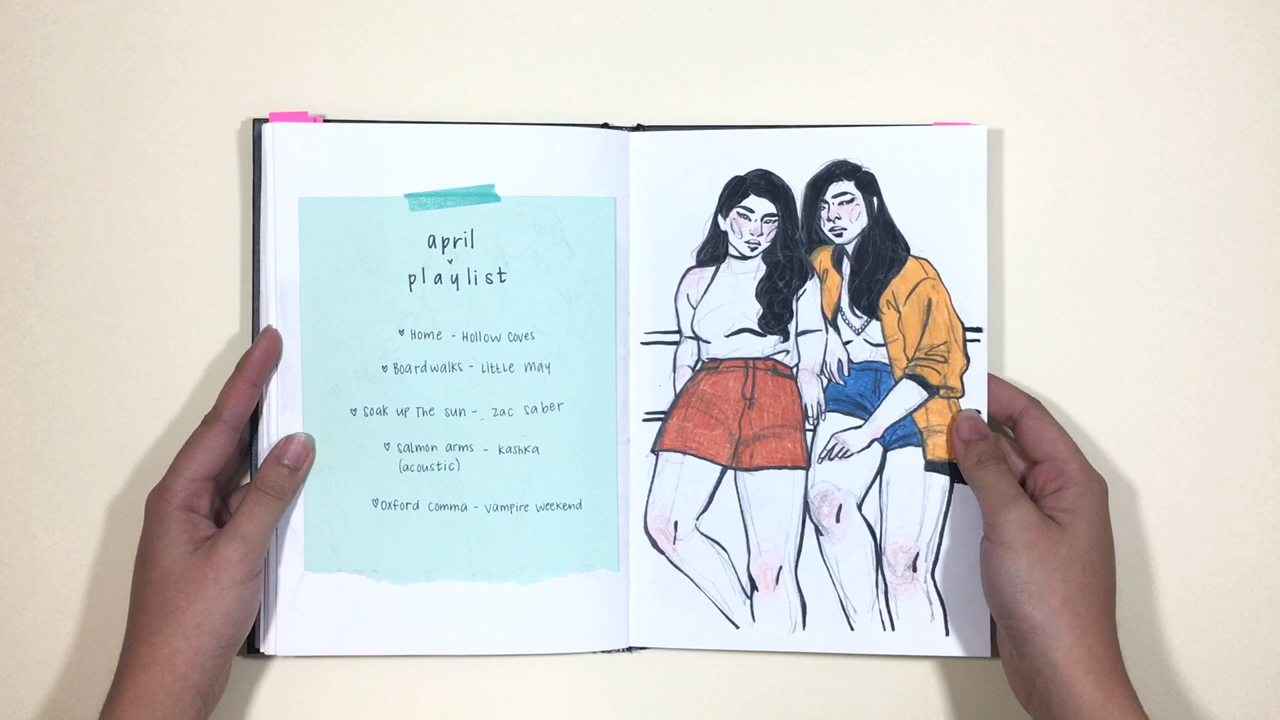 april
playlist
Home - Hollow Coves
Boardwalks - Little may
Soak up The sun - zac saber
Salmon arms - kashka
(acoustic)
Oxford comma - vampire weekend